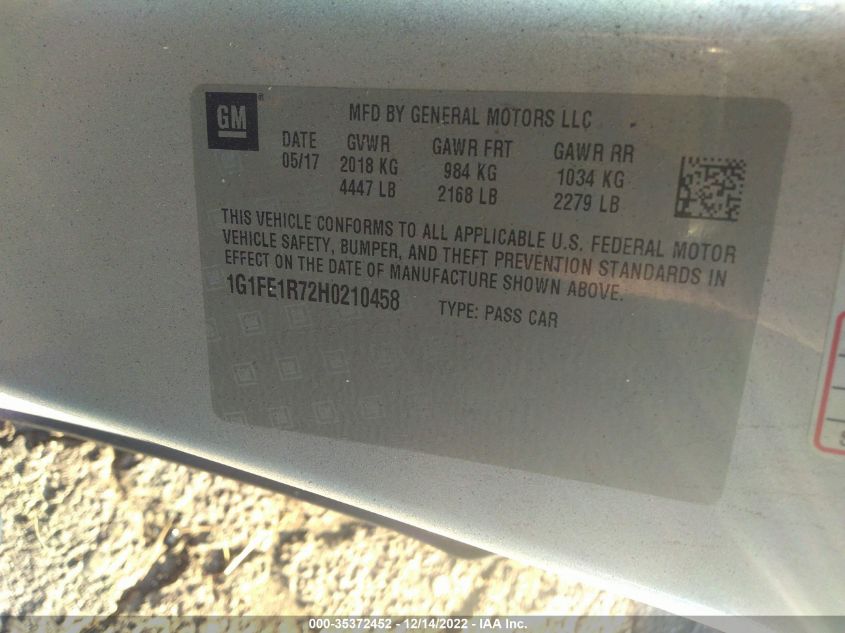 GM
MFD BY GENERAL MOTORS LLC
DATE GVWR GAWR FRT GAWR RR
05/17 2018 KG 984 KG 1034 KG
4447 LB 2168 LB 2279 LB
THIS VEHICLE CONFORMS TO ALL APPLICABLE U.S. FEDERAL MOTOR
VEHICLE SAFETY, BUMPER, AND THEFT PREVENTION STANDARDS IN
EFFECT ON THE DATE OF MANUFACTURE SHOWN ABOVE.
1G1FE1R72H0210458 TYPE: PASS CAR
000-35372452 - 12/14/2022 - IAA Inc.